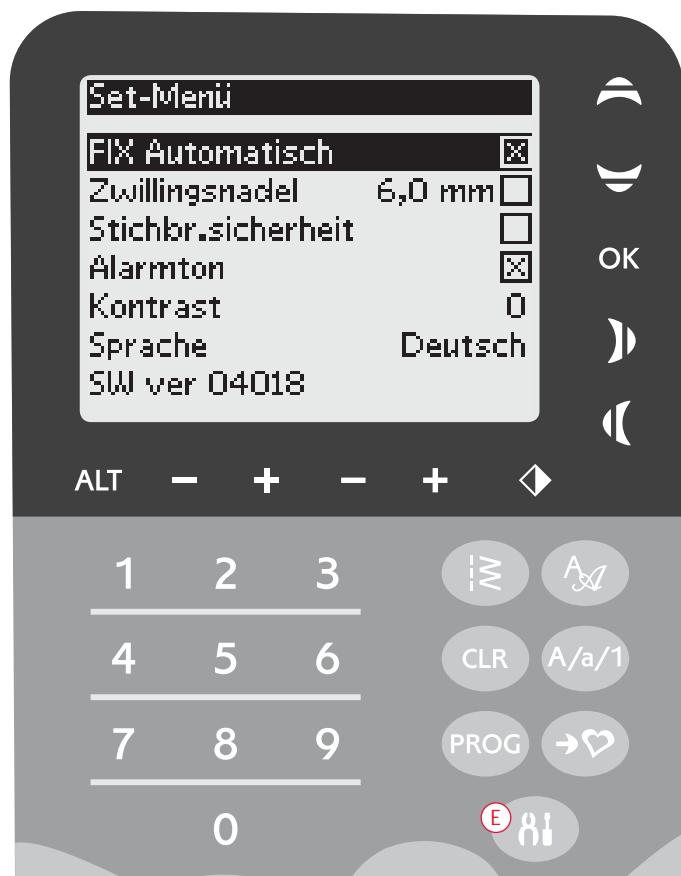 Set-Menü
FIX Automatisch
Zwillingsnadel 6,0 mm
Stichbr.sicherheit
Alarmton
Kontrast 0
Sprache Deutsch
SW ver 04018
OK
ALT − + − +
1 2 3
A
4 5 6 CLR A/a/1
7 8 9 PROG
0 E